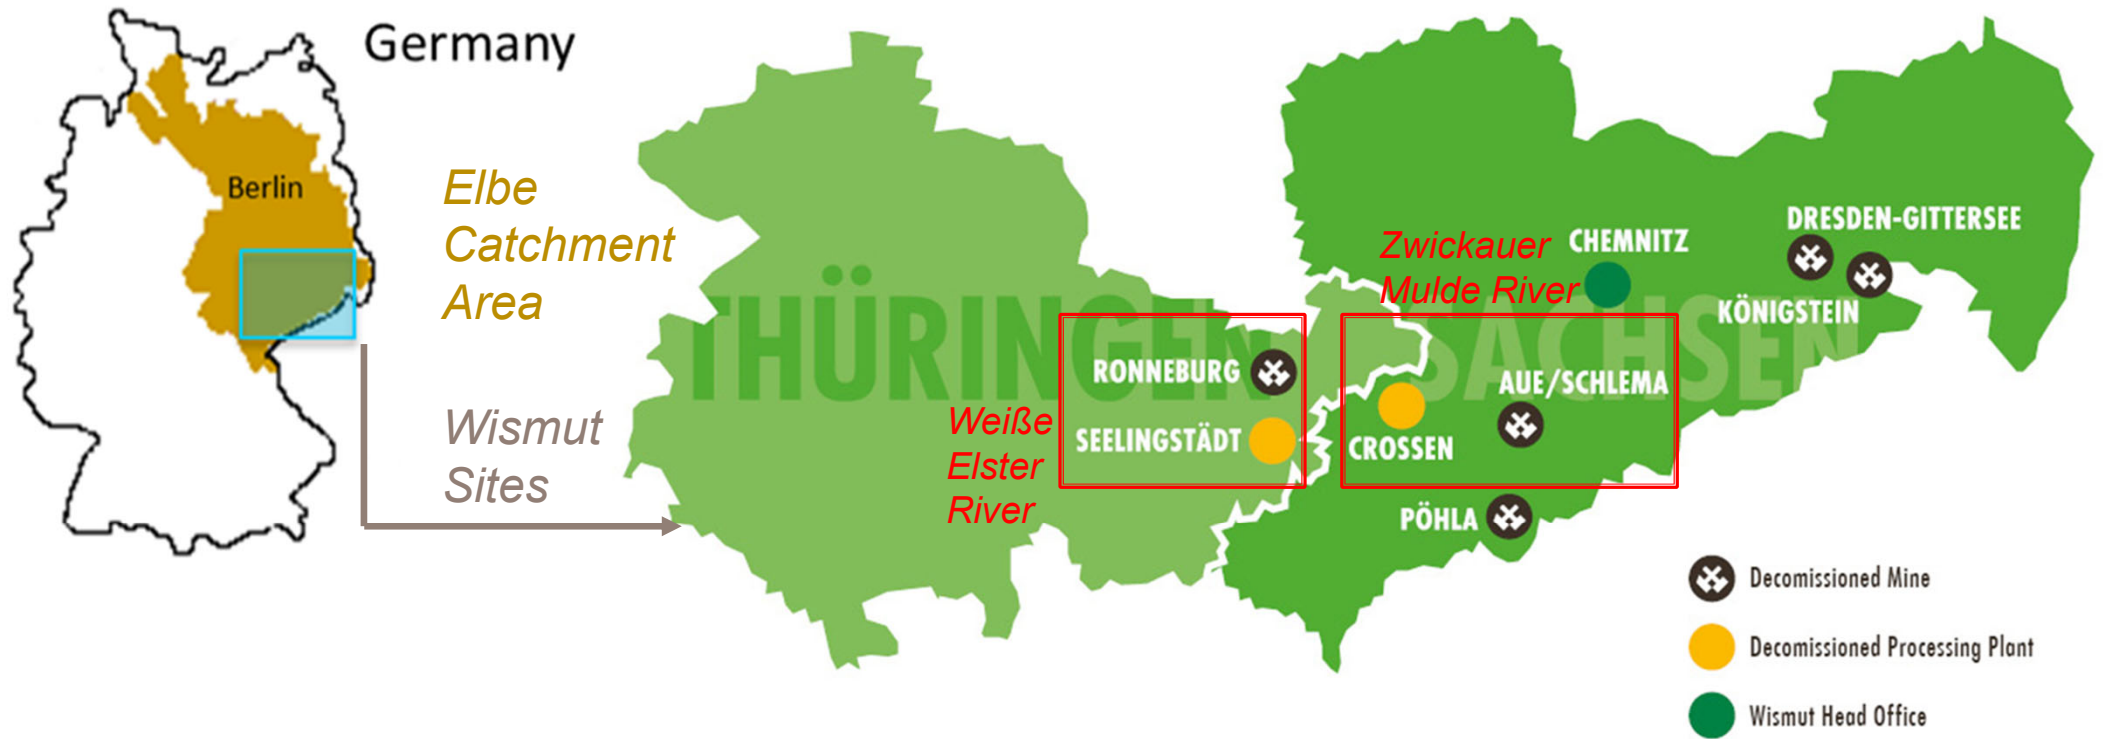 Germany
Berlin
Elbe
Catchment
Area
Wismut
Sites
THÜRINGEN
SACHSEN
Weiße
Elster
River
RONNEBURG
SEELINGSTÄDT
Zwickauer
Mulde River
CHEMNITZ
DRESDEN-GITTERSEE
KÖNIGSTEIN
AUE/SCHLEMA
CROSSEN
PÖHLA
Decomissioned Mine
Decomissioned Processing Plant
Wismut Head Office